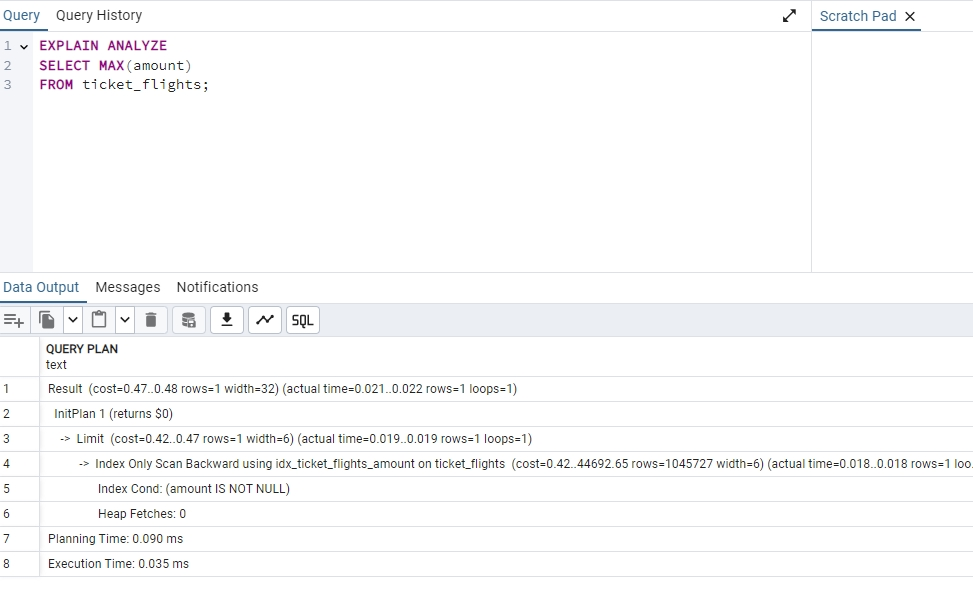 Query Query History Scratch Pad
1 EXPLAIN ANALYZE
2 SELECT MAX(amount)
3 FROM ticket_flights;
Data Output Messages Notifications
SQL
QUERY PLAN
text
1 Result (cost=0.47..0.48 rows=1 width=32) (actual time=0.021..0.022 rows=1 loops=1)
2 InitPlan 1 (returns $0)
3 -> Limit (cost=0.42..0.47 rows=1 width=6) (actual time=0.019..0.019 rows=1 loops=1)
4 -> Index Only Scan Backward using idx_ticket_flights_amount on ticket_flights (cost=0.42..44692.65 rows=1045727 width=6) (actual time=0.018..0.018 rows=1 loo
5 Index Cond: (amount IS NOT NULL)
6 Heap Fetches: 0
7 Planning Time: 0.090 ms
8 Execution Time: 0.035 ms